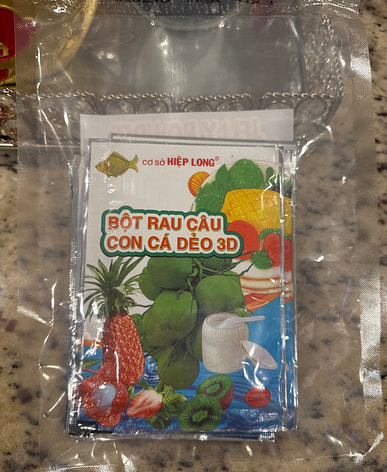 CƠ SỞ HIỆP LONG®
BỘT RAU CÂU
CON CÁ DẺO 3D